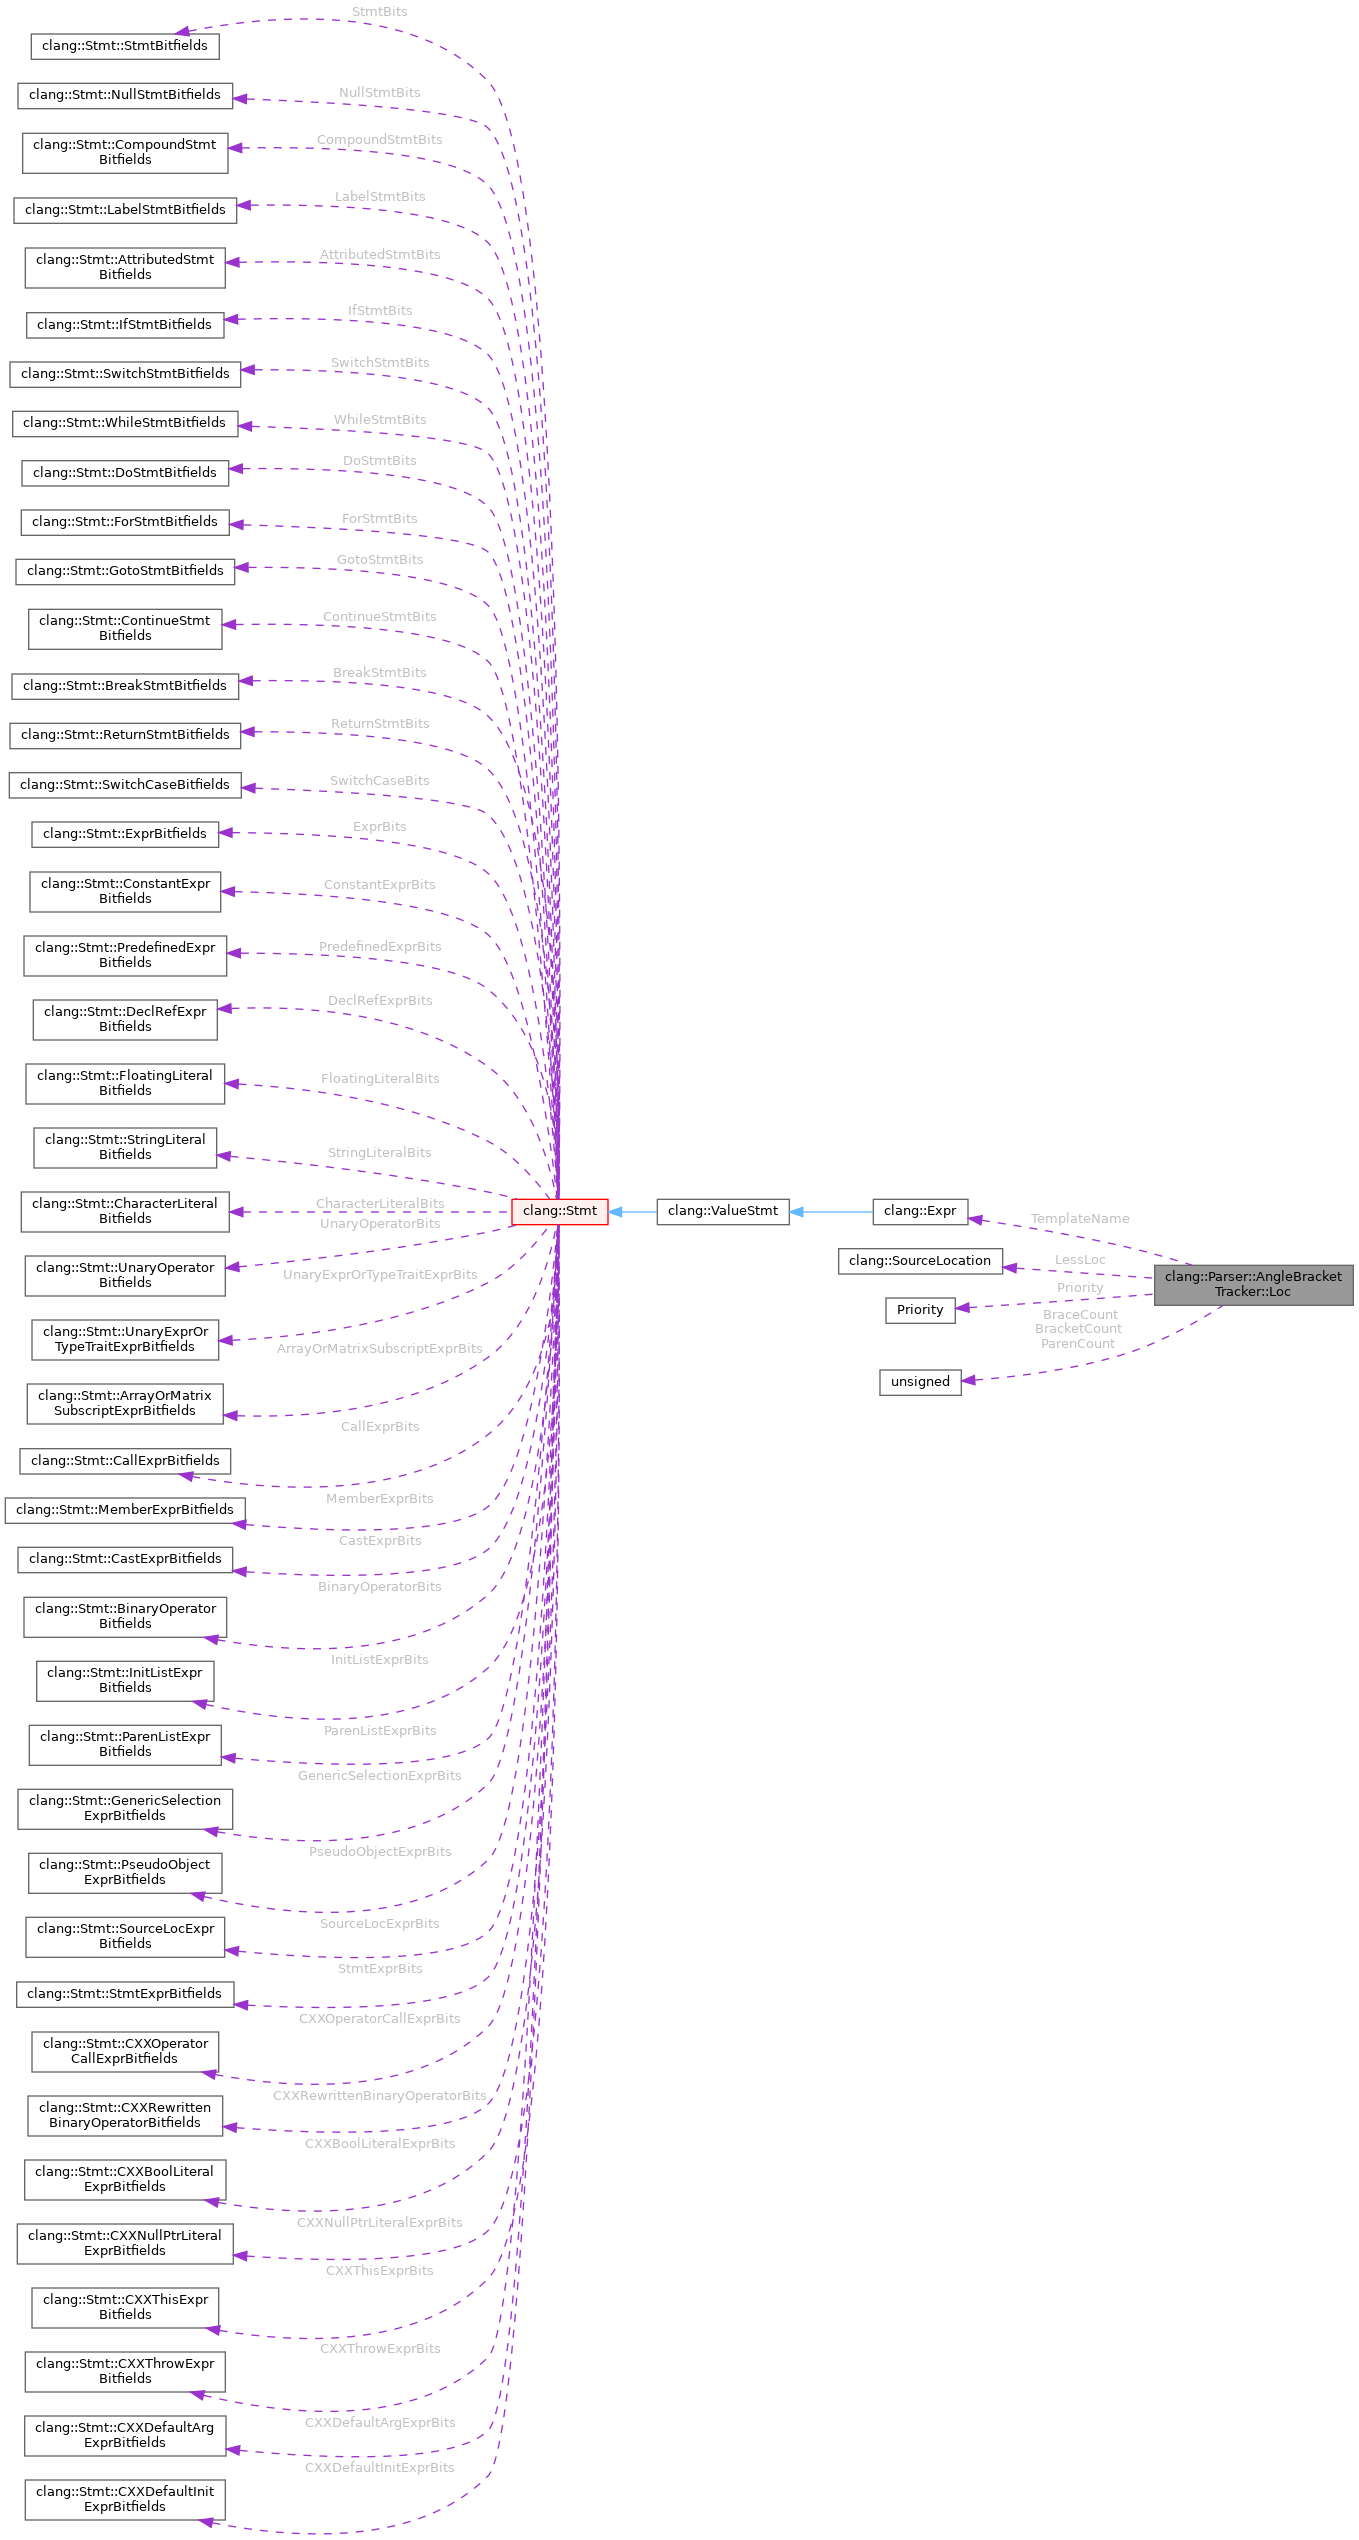 StmtBits
clang::Stmt::StmtBitfields
NullStmtBits
clang::Stmt::NullStmtBitfields
CompoundStmtBits
clang::Stmt::CompoundStmt
Bitfields
LabelStmtBits
clang::Stmt::LabelStmtBitfields
AttributedStmtBits
clang::Stmt::AttributedStmt
Bitfields
IfStmtBits
clang::Stmt::IfStmtBitfields
SwitchStmtBits
clang::Stmt::SwitchStmtBitfields
WhileStmtBits
clang::Stmt::WhileStmtBitfields
DoStmtBits
clang::Stmt::DoStmtBitfields
ForStmtBits
clang::Stmt::ForStmtBitfields
GotoStmtBits
clang::Stmt::GotoStmtBitfields
ContinueStmtBits
clang::Stmt::ContinueStmt
Bitfields
BreakStmtBits
clang::Stmt::BreakStmtBitfields
ReturnStmtBits
clang::Stmt::ReturnStmtBitfields
SwitchCaseBits
clang::Stmt::SwitchCaseBitfields
ExprBits
clang::Stmt::ExprBitfields
ConstantExprBits
clang::Stmt::ConstantExpr
Bitfields
PredefinedExprBits
clang::Stmt::PredefinedExpr
Bitfields
DeclRefExprBits
clang::Stmt::DeclRefExpr
Bitfields
FloatingLiteralBits
clang::Stmt::FloatingLiteral
Bitfields
StringLiteralBits
clang::Stmt::StringLiteral
Bitfields
CharacterLiteralBits
clang::Stmt::CharacterLiteral
Bitfields
clang::Stmt
clang::ValueStmt
clang::Expr
TemplateName
clang::SourceLocation
LessLoc
clang::Parser::AngleBracket
Tracker::Loc
Priority
Priority
BraceCount
BracketCount
ParenCount
unsigned
UnaryOperatorBits
clang::Stmt::UnaryOperator
Bitfields
UnaryExprOrTypeTraitExprBits
clang::Stmt::UnaryExprOr
TypeTraitExprBitfields
ArrayOrMatrixSubscriptExprBits
clang::Stmt::ArrayOrMatrix
SubscriptExprBitfields
CallExprBits
clang::Stmt::CallExprBitfields
MemberExprBits
clang::Stmt::MemberExprBitfields
CastExprBits
clang::Stmt::CastExprBitfields
BinaryOperatorBits
clang::Stmt::BinaryOperator
Bitfields
InitListExprBits
clang::Stmt::InitListExpr
Bitfields
ParenListExprBits
clang::Stmt::ParenListExpr
Bitfields
GenericSelectionExprBits
clang::Stmt::GenericSelection
ExprBitfields
PseudoObjectExprBits
clang::Stmt::PseudoObject
ExprBitfields
SourceLocExprBits
clang::Stmt::SourceLocExpr
Bitfields
StmtExprBits
clang::Stmt::StmtExprBitfields
CXXOperatorCallExprBits
clang::Stmt::CXXOperator
CallExprBitfields
CXXRewrittenBinaryOperatorBits
clang::Stmt::CXXRewritten
BinaryOperatorBitfields
CXXBoolLiteralExprBits
clang::Stmt::CXXBoolLiteral
ExprBitfields
CXXNullPtrLiteralExprBits
clang::Stmt::CXXNullPtrLiteral
ExprBitfields
CXXThisExprBits
clang::Stmt::CXXThisExpr
Bitfields
CXXThrowExprBits
clang::Stmt::CXXThrowExpr
Bitfields
CXXDefaultArgExprBits
clang::Stmt::CXXDefaultArg
ExprBitfields
CXXDefaultInitExprBits
clang::Stmt::CXXDefaultInit
ExprBitfields